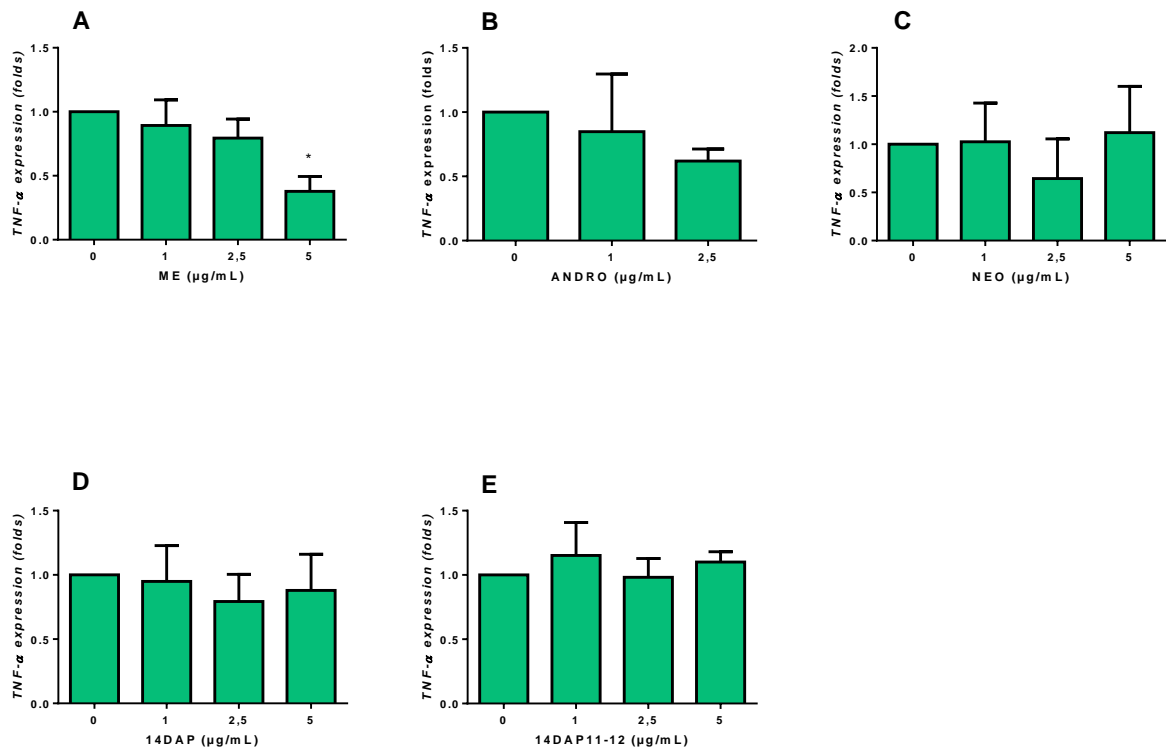 A
TNF-α expression (folds)
1.5
1.0
0.5
0.0
*
0 1 2,5 5
ME (μg/mL)
B
TNF-α expression (folds)
1.5
1.0
0.5
0.0
0 1 2,5
ANDRO (μg/mL)
C
TNF-α expression (folds)
2.0
1.5
1.0
0.5
0.0
0 1 2,5 5
NEO (μg/mL)
D
TNF-α expression (folds)
1.5
1.0
0.5
0.0
0 1 2,5 5
14DAP (μg/mL)
E
TNF-α expression (folds)
1.5
1.0
0.5
0.0
0 1 2,5 5
14DAP11-12 (μg/mL)